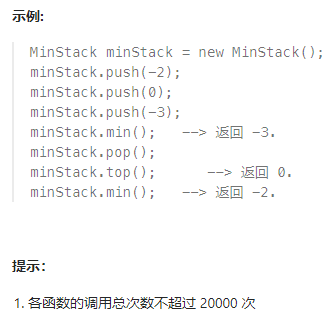 示例:
MinStack minStack = new MinStack();
minStack.push(-2);
minStack.push(0);
minStack.push(-3);
minStack.min();   --> 返回 -3.
minStack.pop();
minStack.top();      --> 返回 0.
minStack.min();   --> 返回 -2.
提示：
1. 各函数的调用总次数不超过 20000 次